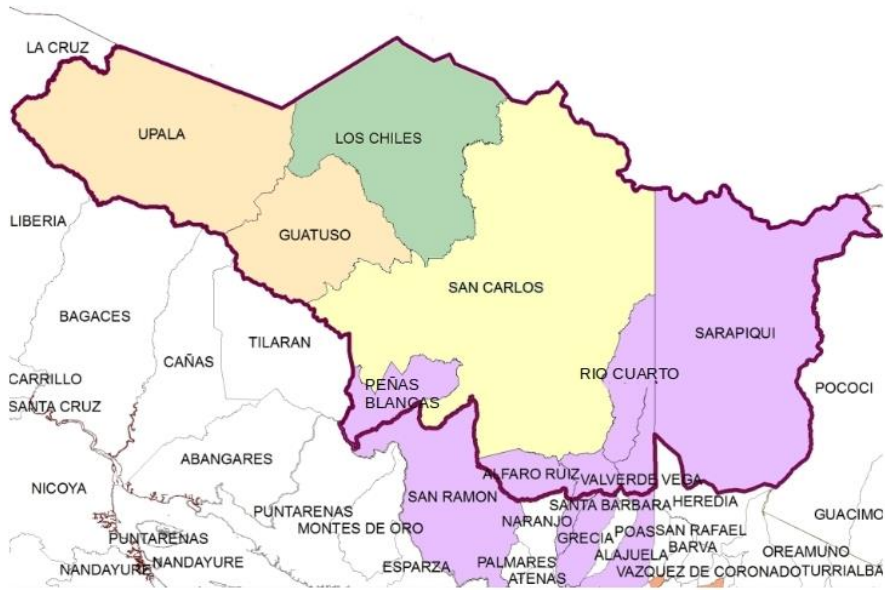 LA CRUZ
UPALA
LOS CHILES
LIBERIA
GUATUSO
SAN CARLOS
BAGACES
SARAPIQUI
TILARAN
CAÑAS
RIO CUARTO
CARRILLO
PEÑAS
BLANCAS
POCOCI
SANTA CRUZ
ABANGARES
ALFARO RUIZ
VALVERDE VEGA
NICOYA
SAN RAMON
SANTA BARBARA
HEREDIA
PUNTARENAS
NARANJO
GUACIMO
MONTES DE ORO
GRECIA
POAS
SAN RAFAEL
PUNTARENAS
BARVA
ALAJUELA
OREAMUNO
NANDAYURE
NANDAYURE
ESPARZA
PALMARES
ATENAS
VAZQUEZ DE CORONADO
TURRIALBA